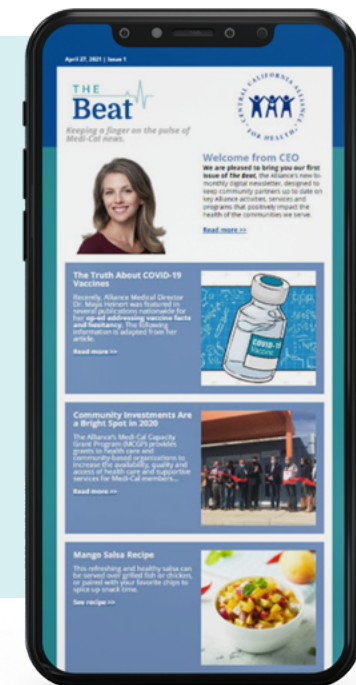 April 27, 2021 | Issue 1
THE
Beat
Keeping a finger on the pulse of
Medi-Cal news.
CENTRAL CALIFORNIA ALLIANCE
FOR HEALTH
Welcome from CEO
We are pleased to bring you our first
issue of The Beat, the Alliance's new bi-
monthly digital newsletter, designed to
keep community partners up to date on
key Alliance activities, services and
programs that positively impact the
health of the communities we serve.
Read more >>
The Truth About COVID-19
Vaccines
Recently, Alliance Medical Director
Dr. Maya Heinert was featured in
several publications nationwide for
her op-ed addressing vaccine facts
and hesitancy. The following
information is adapted from her
article.
Read more >>
COVID-19
Vaccine
Community Investments Are
a Bright Spot in 2020
The Alliance's Medi-Cal Capacity
Grant Program (MCGP) provides
grants to health care and
community-based organizations to
increase the availability, quality and
access of health care and supportive
services for Medi-Cal members...
Read more >>
Mango Salsa Recipe
This refreshing and healthy salsa can
be served over grilled fish or chicken,
or paired with your favorite chips to
spice up snack time.
See recipe >>